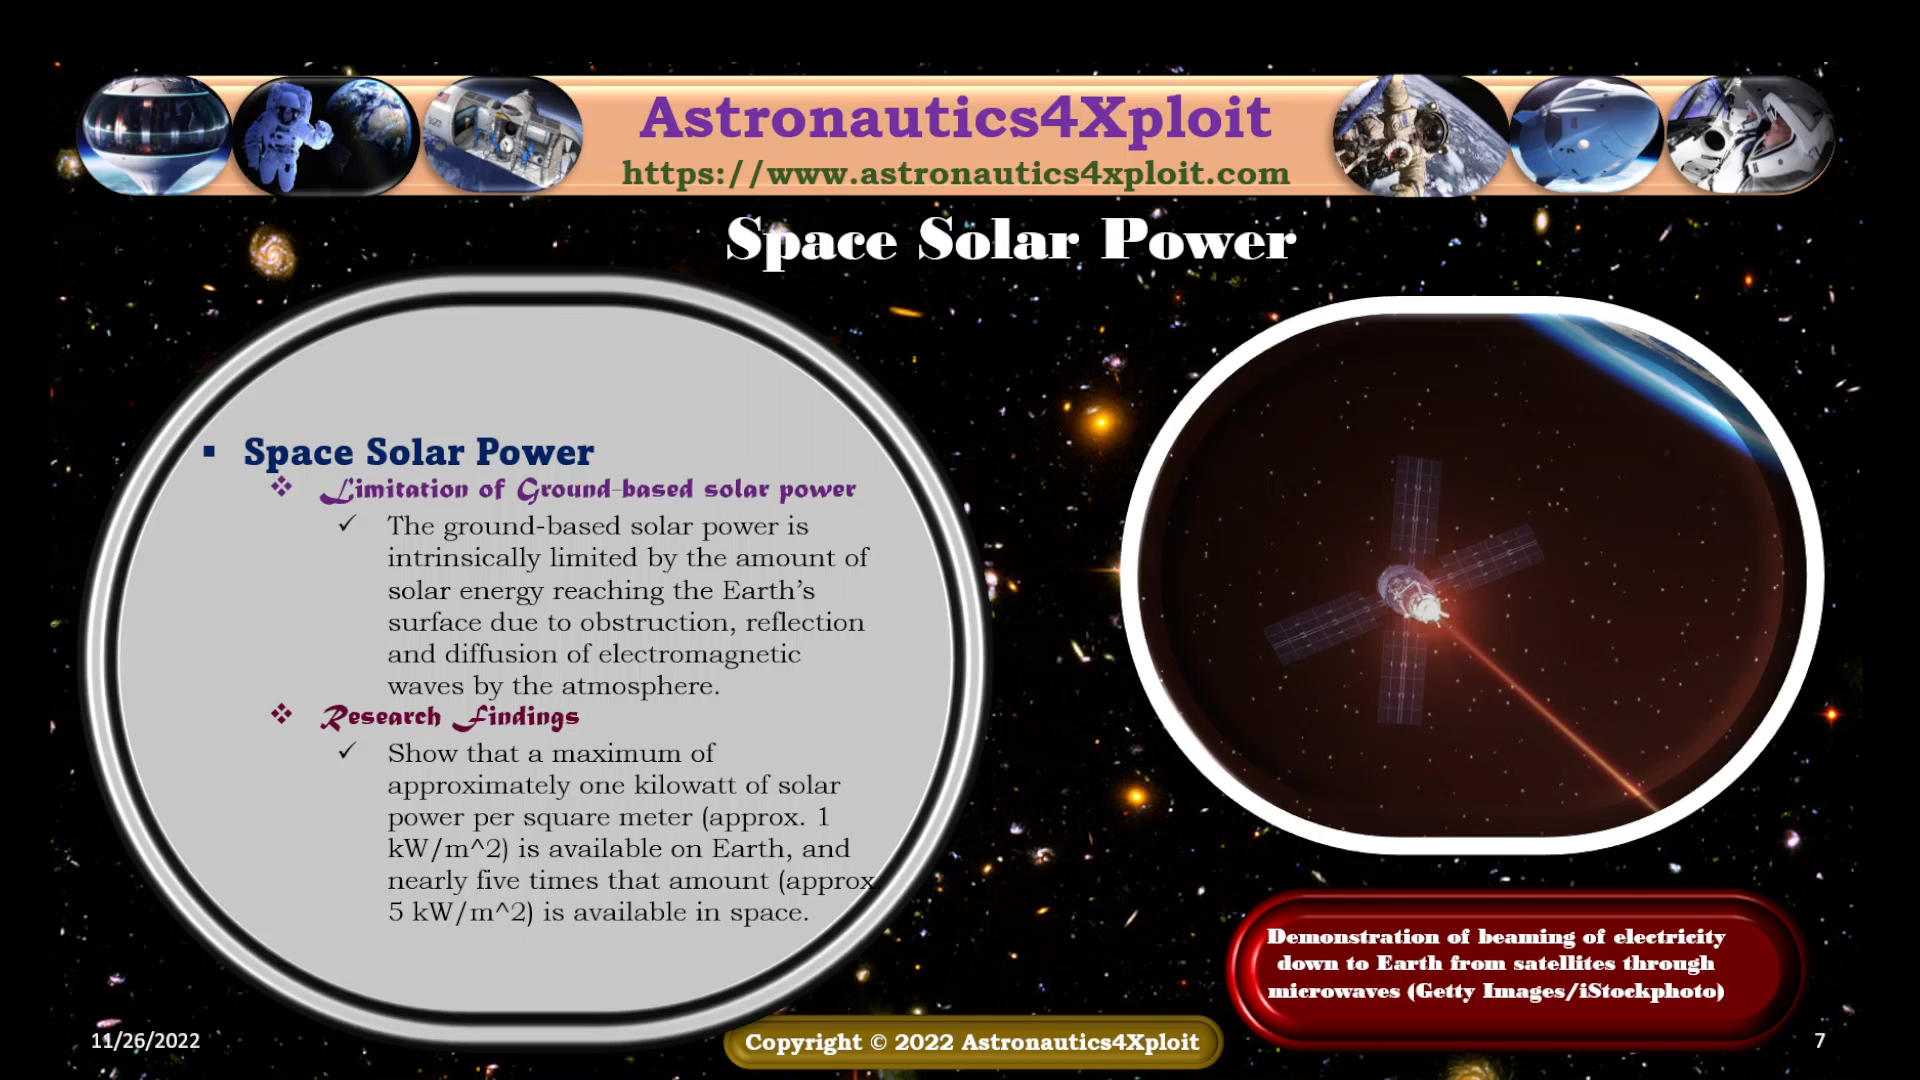 Astronautics4Xploit
https://www.astronautics4xploit.com
Space Solar Power
Space Solar Power
Limitation of Ground-based solar power
The ground-based solar power is
intrinsically limited by the amount of
solar energy reaching the Earth’s
surface due to obstruction, reflection
and diffusion of electromagnetic
waves by the atmosphere.
Research Findings
Show that a maximum of
approximately one kilowatt of solar
power per square meter (approx. 1
kW/m^2) is available on Earth, and
nearly five times that amount (approx
5 kW/m^2) is available in space.
Demonstration of beaming of electricity
down to Earth from satellites through
microwaves (Getty Images/iStockphoto)
11/26/2022
Copyright © 2022 Astronautics4Xploit
7